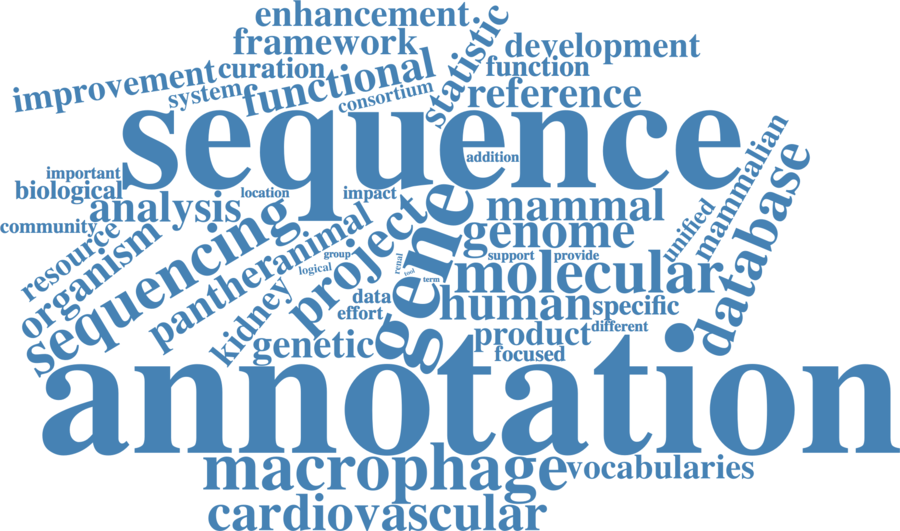 enhancement
framework
statistic
development
improvement
curation
functional
function
system
consortium
reference
sequence
addition
important
biological
location
impact
mammalian
database
community
analysis
gene
mammal
unified
resource
organism
sequencing
panther
animal
project
genome
group
logical
renal
tool
term
support
provide
molecular
kidney
data
effort
human
specific
genetic
product
different
focused
annotation
macrophage
vocabularies
cardiovascular